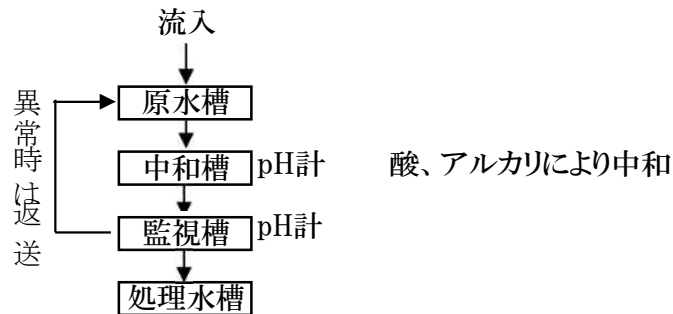 流入
原水槽
中和槽
pH計
酸、アルカリにより中和
監視槽
pH計
処理水槽
異常時は返送